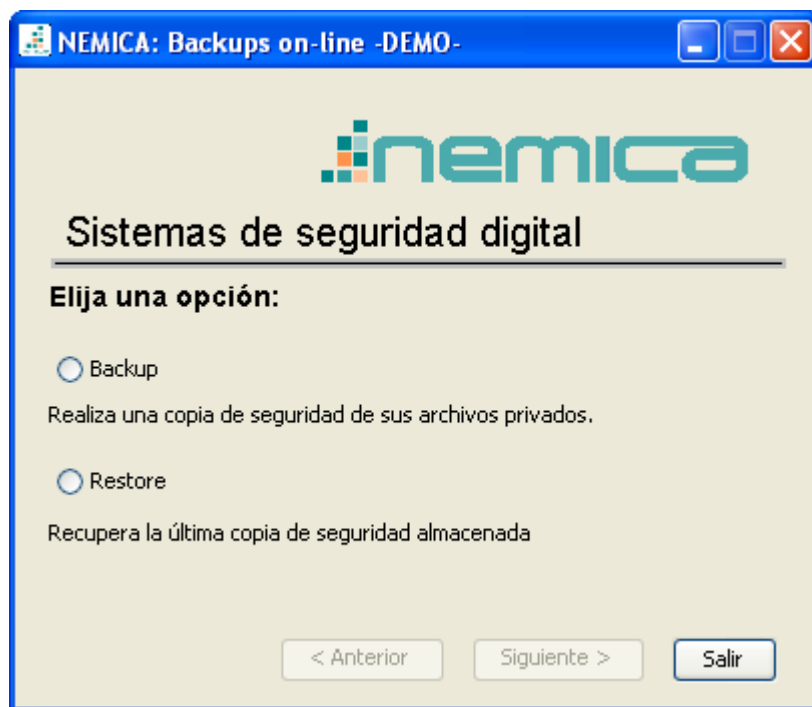 NEMICA: Backups on-line -DEMO-
nemica
Sistemas de seguridad digital
Elija una opción:
Backup
Realiza una copia de seguridad de sus archivos privados.
Restore
Recupera la última copia de seguridad almacenada
< Anterior Siguiente > Salir